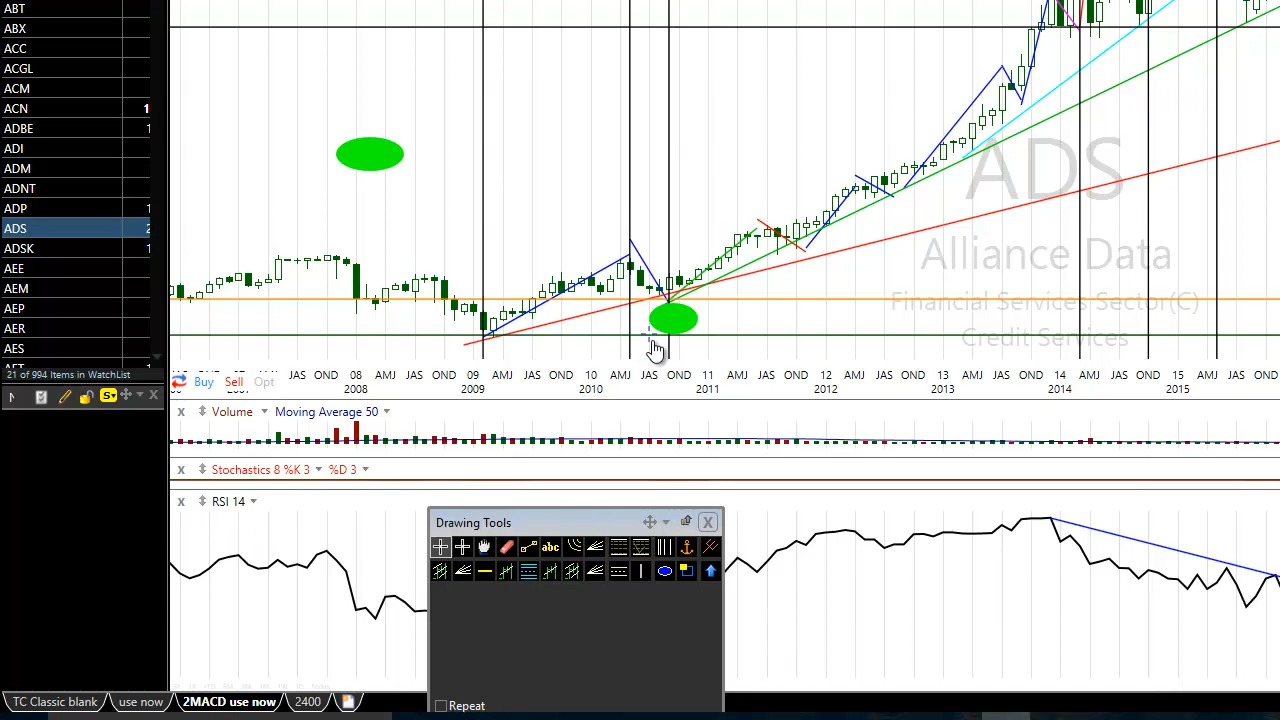 ABT
ABX
ACC
ACGL
ACM
ACN 1
ADBE 1
ADI
ADM
ADNT
ADP 1
ADS 2
ADSK 1
AEE
AEM
AEP
AER
AES
21 of 994 Items in WatchList
ADS
Alliance Data
Financial Services Sector(C)
Credit Services
JAS OND 08 AMJ JAS OND 09 AMJ JAS OND 10 AMJ JAS OND 11 AMJ JAS OND 12 AMJ JAS OND 13 AMJ JAS OND 14 AMJ JAS OND 15 AMJ JAS OND
2007 2008 2009 2010 2011 2012 2013 2014 2015
Buy Sell Opt
X Volume Moving Average 50
X Stochastics 8 %K 3 %D 3
X RSI 14
Drawing Tools X
abc
Repeat
TC Classic blank use now 2MACD use now 2400